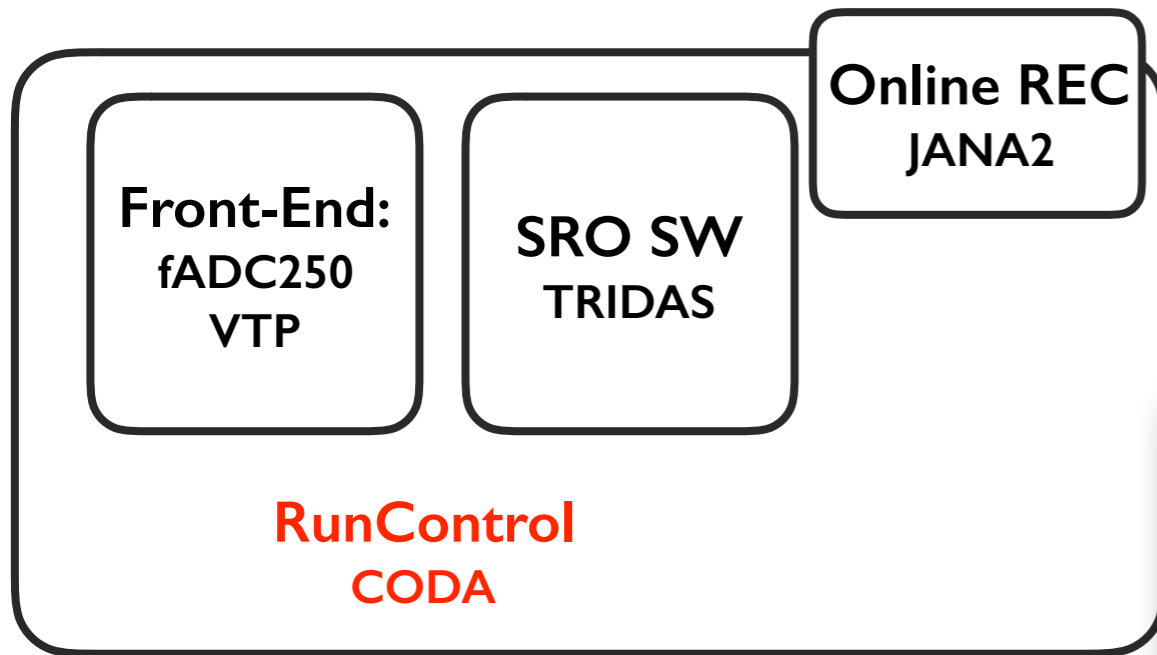 Front-End:
fADC250
VTP
SRO SW
TRIDAS
Online REC
JANA2
RunControl
CODA